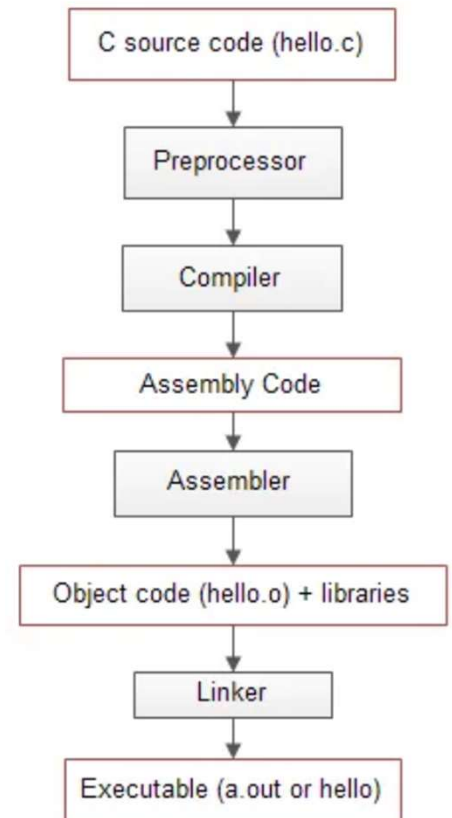 C source code (hello.c)
Preprocessor
Compiler
Assembly Code
Assembler
Object code (hello.o) + libraries
Linker
Executable (a.out or hello)